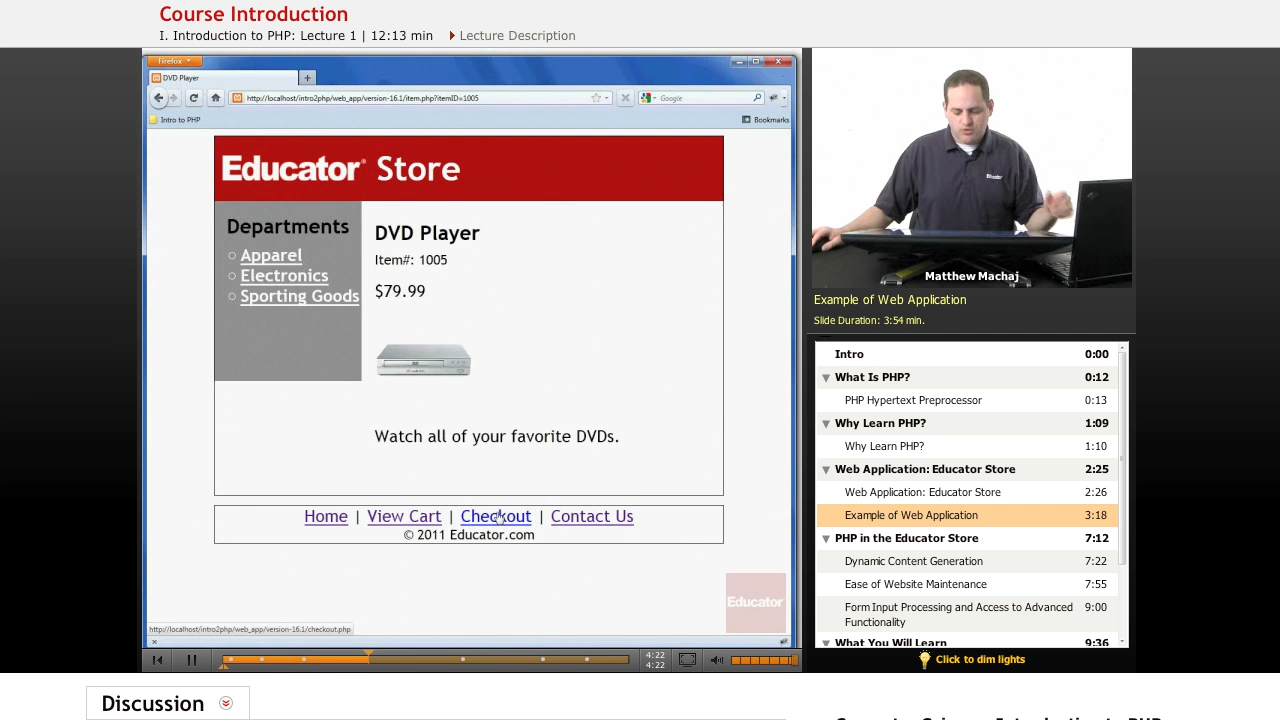 Course Introduction
I. Introduction to PHP: Lecture 1 | 12:13 min
Lecture Description
Firefox
DVD Player
http://localhost/intro2php/web_app/version-16.1/item.php?itemID=1005
Google
Intro to PHP
Bookmarks
Educator® Store
Departments
Apparel
Electronics
Sporting Goods
DVD Player
Item#: 1005
$79.99
Watch all of your favorite DVDs.
Home | View Cart | Checkout | Contact Us
© 2011 Educator.com
Educator
http://localhost/intro2php/web_app/version-16.1/checkout.php
4:22
4:22
Matthew Machaj
Example of Web Application
Slide Duration: 3:54 min.
Intro 0:00
What Is PHP? 0:12
PHP Hypertext Preprocessor 0:13
Why Learn PHP? 1:09
Why Learn PHP? 1:10
Web Application: Educator Store 2:25
Web Application: Educator Store 2:26
Example of Web Application 3:18
PHP in the Educator Store 7:12
Dynamic Content Generation 7:22
Ease of Website Maintenance 7:55
Form Input Processing and Access to Advanced
Functionality 9:00
What You Will Learn 9:36
Click to dim lights
Discussion
Computer Science: Introduction to PHP